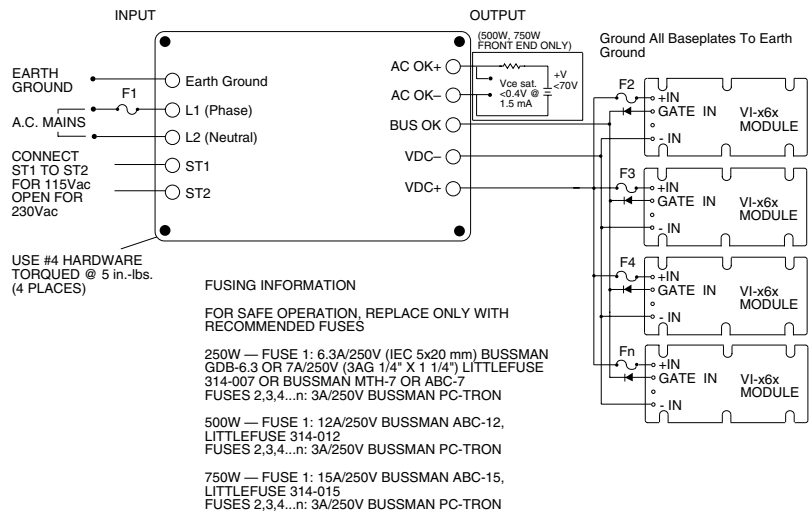 INPUT
OUTPUT
(500W, 750W
FRONT END ONLY)
Ground All Baseplates To Earth
Ground
EARTH
GROUND
F1
A.C. MAINS
CONNECT
ST1 TO ST2
FOR 115Vac
OPEN FOR
230Vac
USE #4 HARDWARE
TORQUED @ 5 in.-lbs.
(4 PLACES)
Earth Ground
L1 (Phase)
L2 (Neutral)
ST1
ST2
AC OK+
AC OK–
BUS OK
VDC–
VDC+
Vce sat.
<0.4V @
1.5 mA
+V
<70V
F2
+IN
GATE IN
- IN
VI-x6x
MODULE
F3
+IN
GATE IN
- IN
VI-x6x
MODULE
F4
+IN
GATE IN
- IN
VI-x6x
MODULE
Fn
+IN
GATE IN
- IN
VI-x6x
MODULE
FUSING INFORMATION
FOR SAFE OPERATION, REPLACE ONLY WITH
RECOMMENDED FUSES
250W — FUSE 1: 6.3A/250V (IEC 5x20 mm) BUSSMAN
GDB-6.3 OR 7A/250V (3AG 1/4" X 1 1/4") LITTLEFUSE
314-007 OR BUSSMAN MTH-7 OR ABC-7
FUSES 2,3,4...n: 3A/250V BUSSMAN PC-TRON
500W — FUSE 1: 12A/250V BUSSMAN ABC-12,
LITTLEFUSE 314-012
FUSES 2,3,4...n: 3A/250V BUSSMAN PC-TRON
750W — FUSE 1: 15A/250V BUSSMAN ABC-15,
LITTLEFUSE 314-015
FUSES 2,3,4...n: 3A/250V BUSSMAN PC-TRON